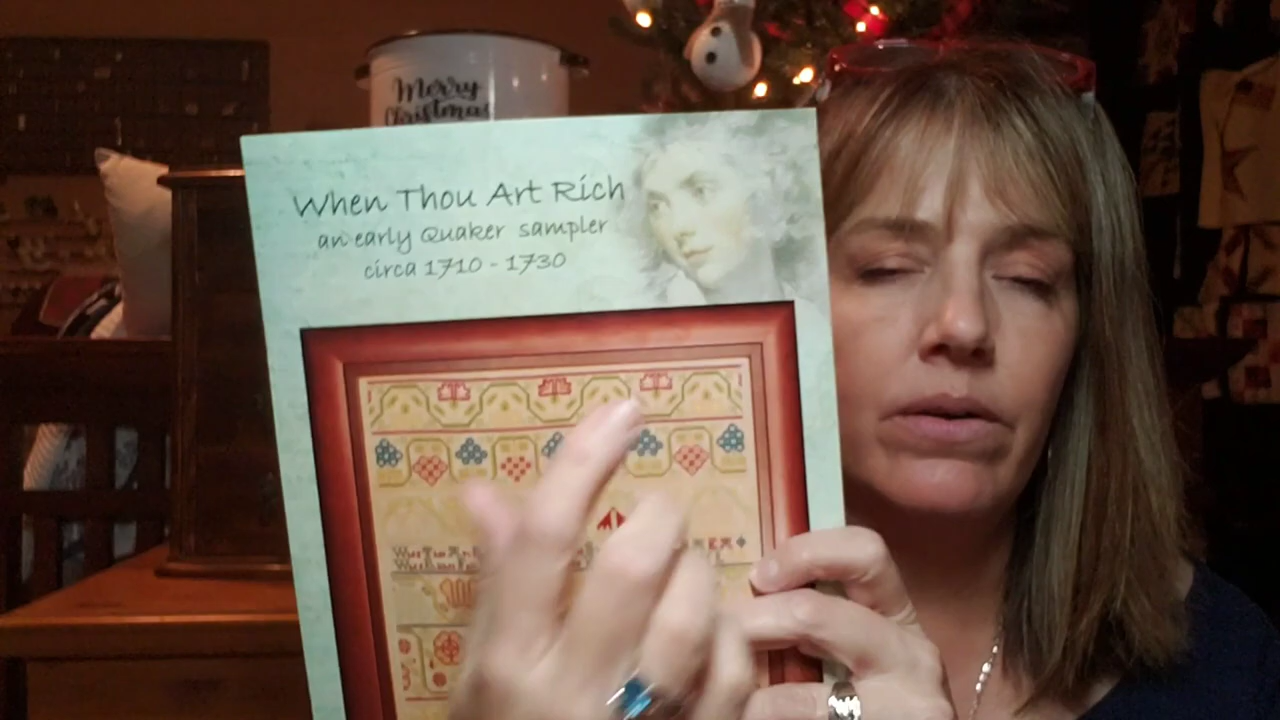 Merry
Christmas
When Thou Art Rich
an early Quaker sampler
circa 1710 - 1730